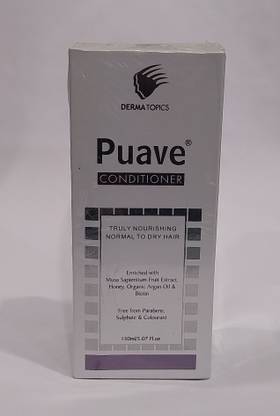 DERMATOPICS
Puave®
CONDITIONER
TRULY NOURISHING
NORMAL TO DRY HAIR
Enriched with
Musa Sapientum Fruit Extract,
Honey, Organic Argan Oil &
Biotin
Free from Parabens,
Sulphate & Colourant
150ml/5.07 fl.oz